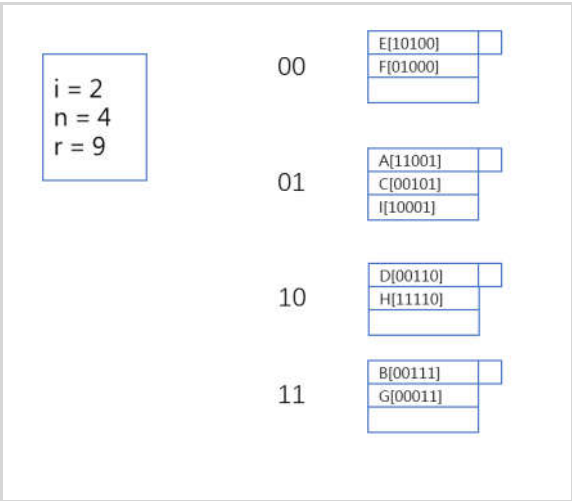 i = 2
n = 4
r = 9
00
E[10100]
F[01000]
01
A[11001]
C[00101]
I[10001]
10
D[00110]
H[11110]
11
B[00111]
G[00011]